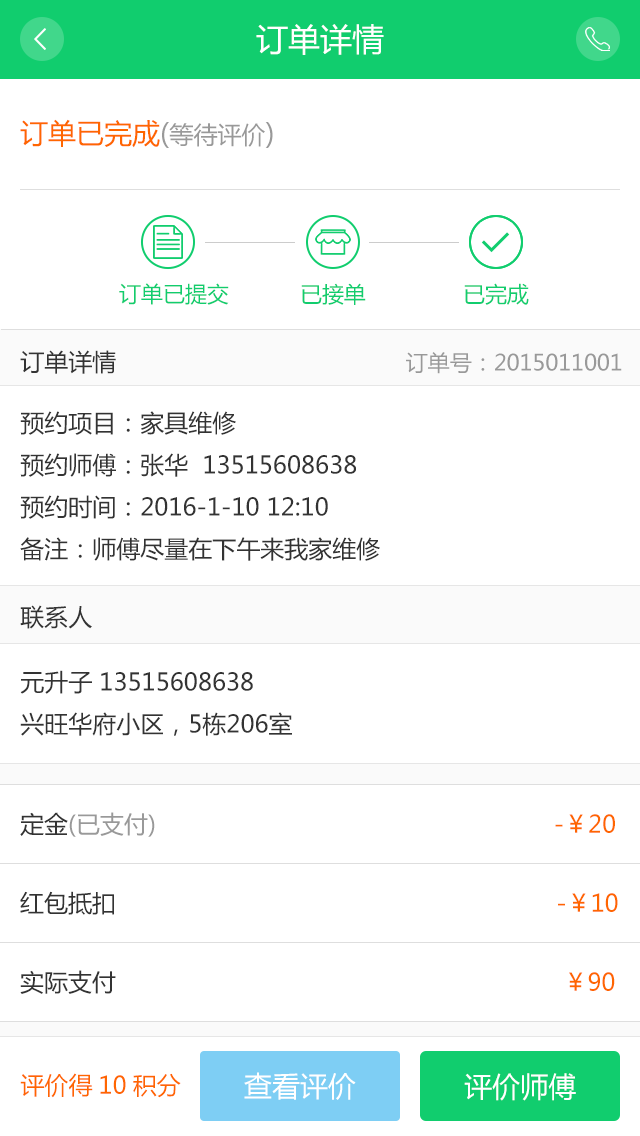 订单详情
订单已完成(等待评价)
订单已提交 已接单 已完成
订单详情 订单号：2015011001
预约项目：家具维修
预约师傅：张华 13515608638
预约时间：2016-1-10 12:10
备注：师傅尽量在下午来我家维修
联系人
元升子 13515608638
兴旺华府小区，5栋206室
定金(已支付) -￥20
红包抵扣 -￥10
实际支付 ￥90
评价得 10 积分 查看评价 评价师傅